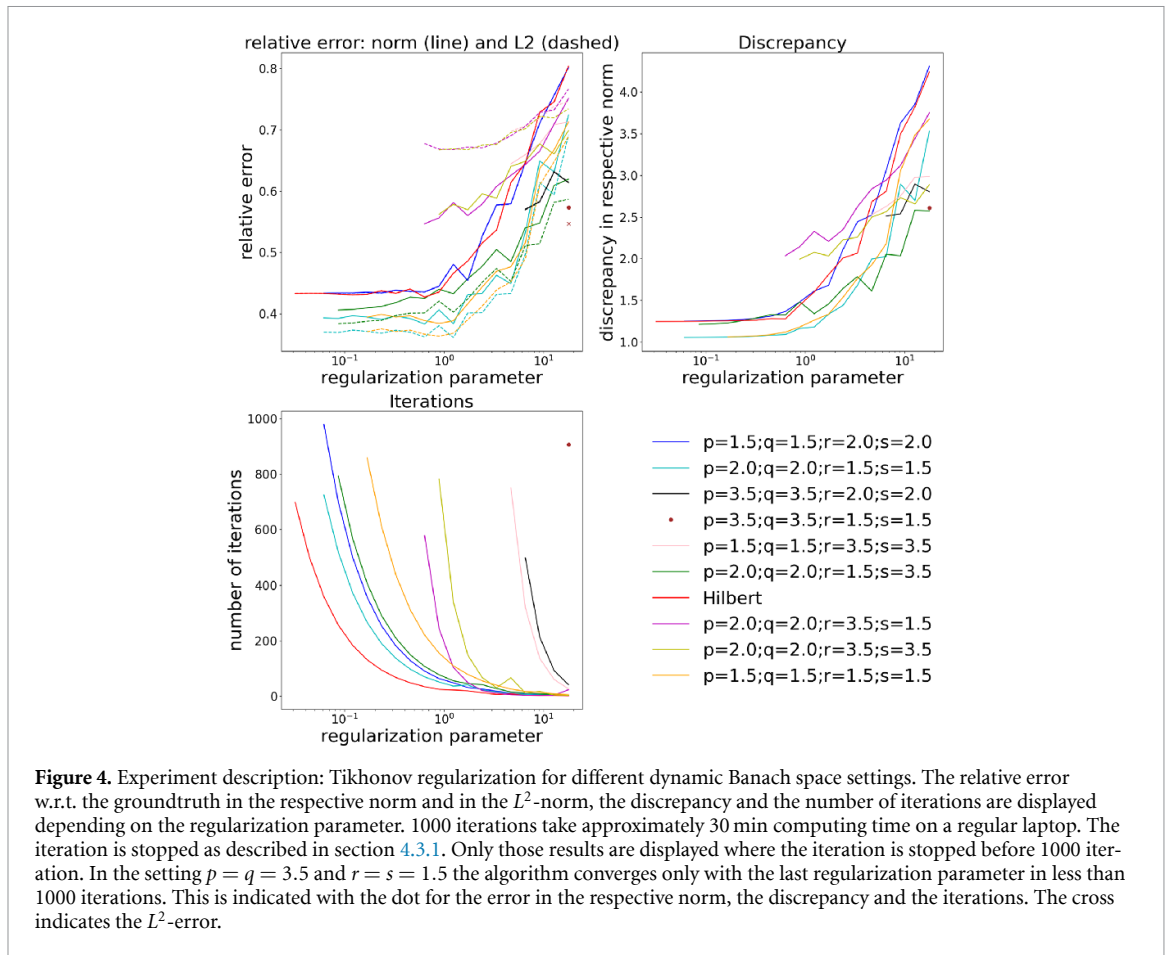 relative error: norm (line) and L2 (dashed)
0.8
0.7
0.6
0.5
0.4
relative error
10⁻¹
10⁰
10¹
regularization parameter
Discrepancy
4.0
3.5
3.0
2.5
2.0
1.5
1.0
discrepancy in respective norm
10⁻¹
10⁰
10¹
regularization parameter
Iterations
1000
800
600
400
200
0
number of iterations
10⁻¹
10⁰
10¹
regularization parameter
p=1.5;q=1.5;r=2.0;s=2.0
p=2.0;q=2.0;r=1.5;s=1.5
p=3.5;q=3.5;r=2.0;s=2.0
p=3.5;q=3.5;r=1.5;s=1.5
p=1.5;q=1.5;r=3.5;s=3.5
p=2.0;q=2.0;r=1.5;s=3.5
Hilbert
p=2.0;q=2.0;r=3.5;s=1.5
p=2.0;q=2.0;r=3.5;s=3.5
p=1.5;q=1.5;r=1.5;s=1.5
Figure 4. Experiment description: Tikhonov regularization for different dynamic Banach space settings. The relative error
w.r.t. the groundtruth in the respective norm and in the L²-norm, the discrepancy and the number of iterations are displayed
depending on the regularization parameter. 1000 iterations take approximately 30 min computing time on a regular laptop. The
iteration is stopped as described in section 4.3.1. Only those results are displayed where the iteration is stopped before 1000 iter-
ation. In the setting p = q = 3.5 and r = s = 1.5 the algorithm converges only with the last regularization parameter in less than
1000 iterations. This is indicated with the dot for the error in the respective norm, the discrepancy and the iterations. The cross
indicates the L²-error.